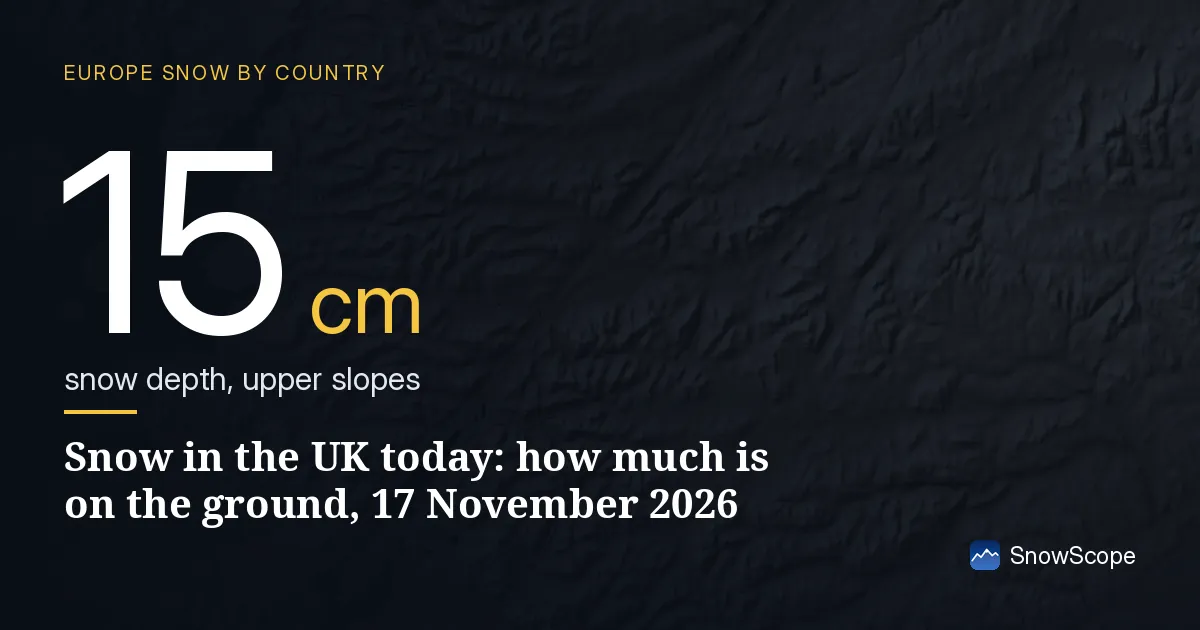 EUROPE SNOW BY COUNTRY
15 cm
snow depth, upper slopes
Snow in the UK today: how much is
on the ground, 17 November 2026
SnowScope